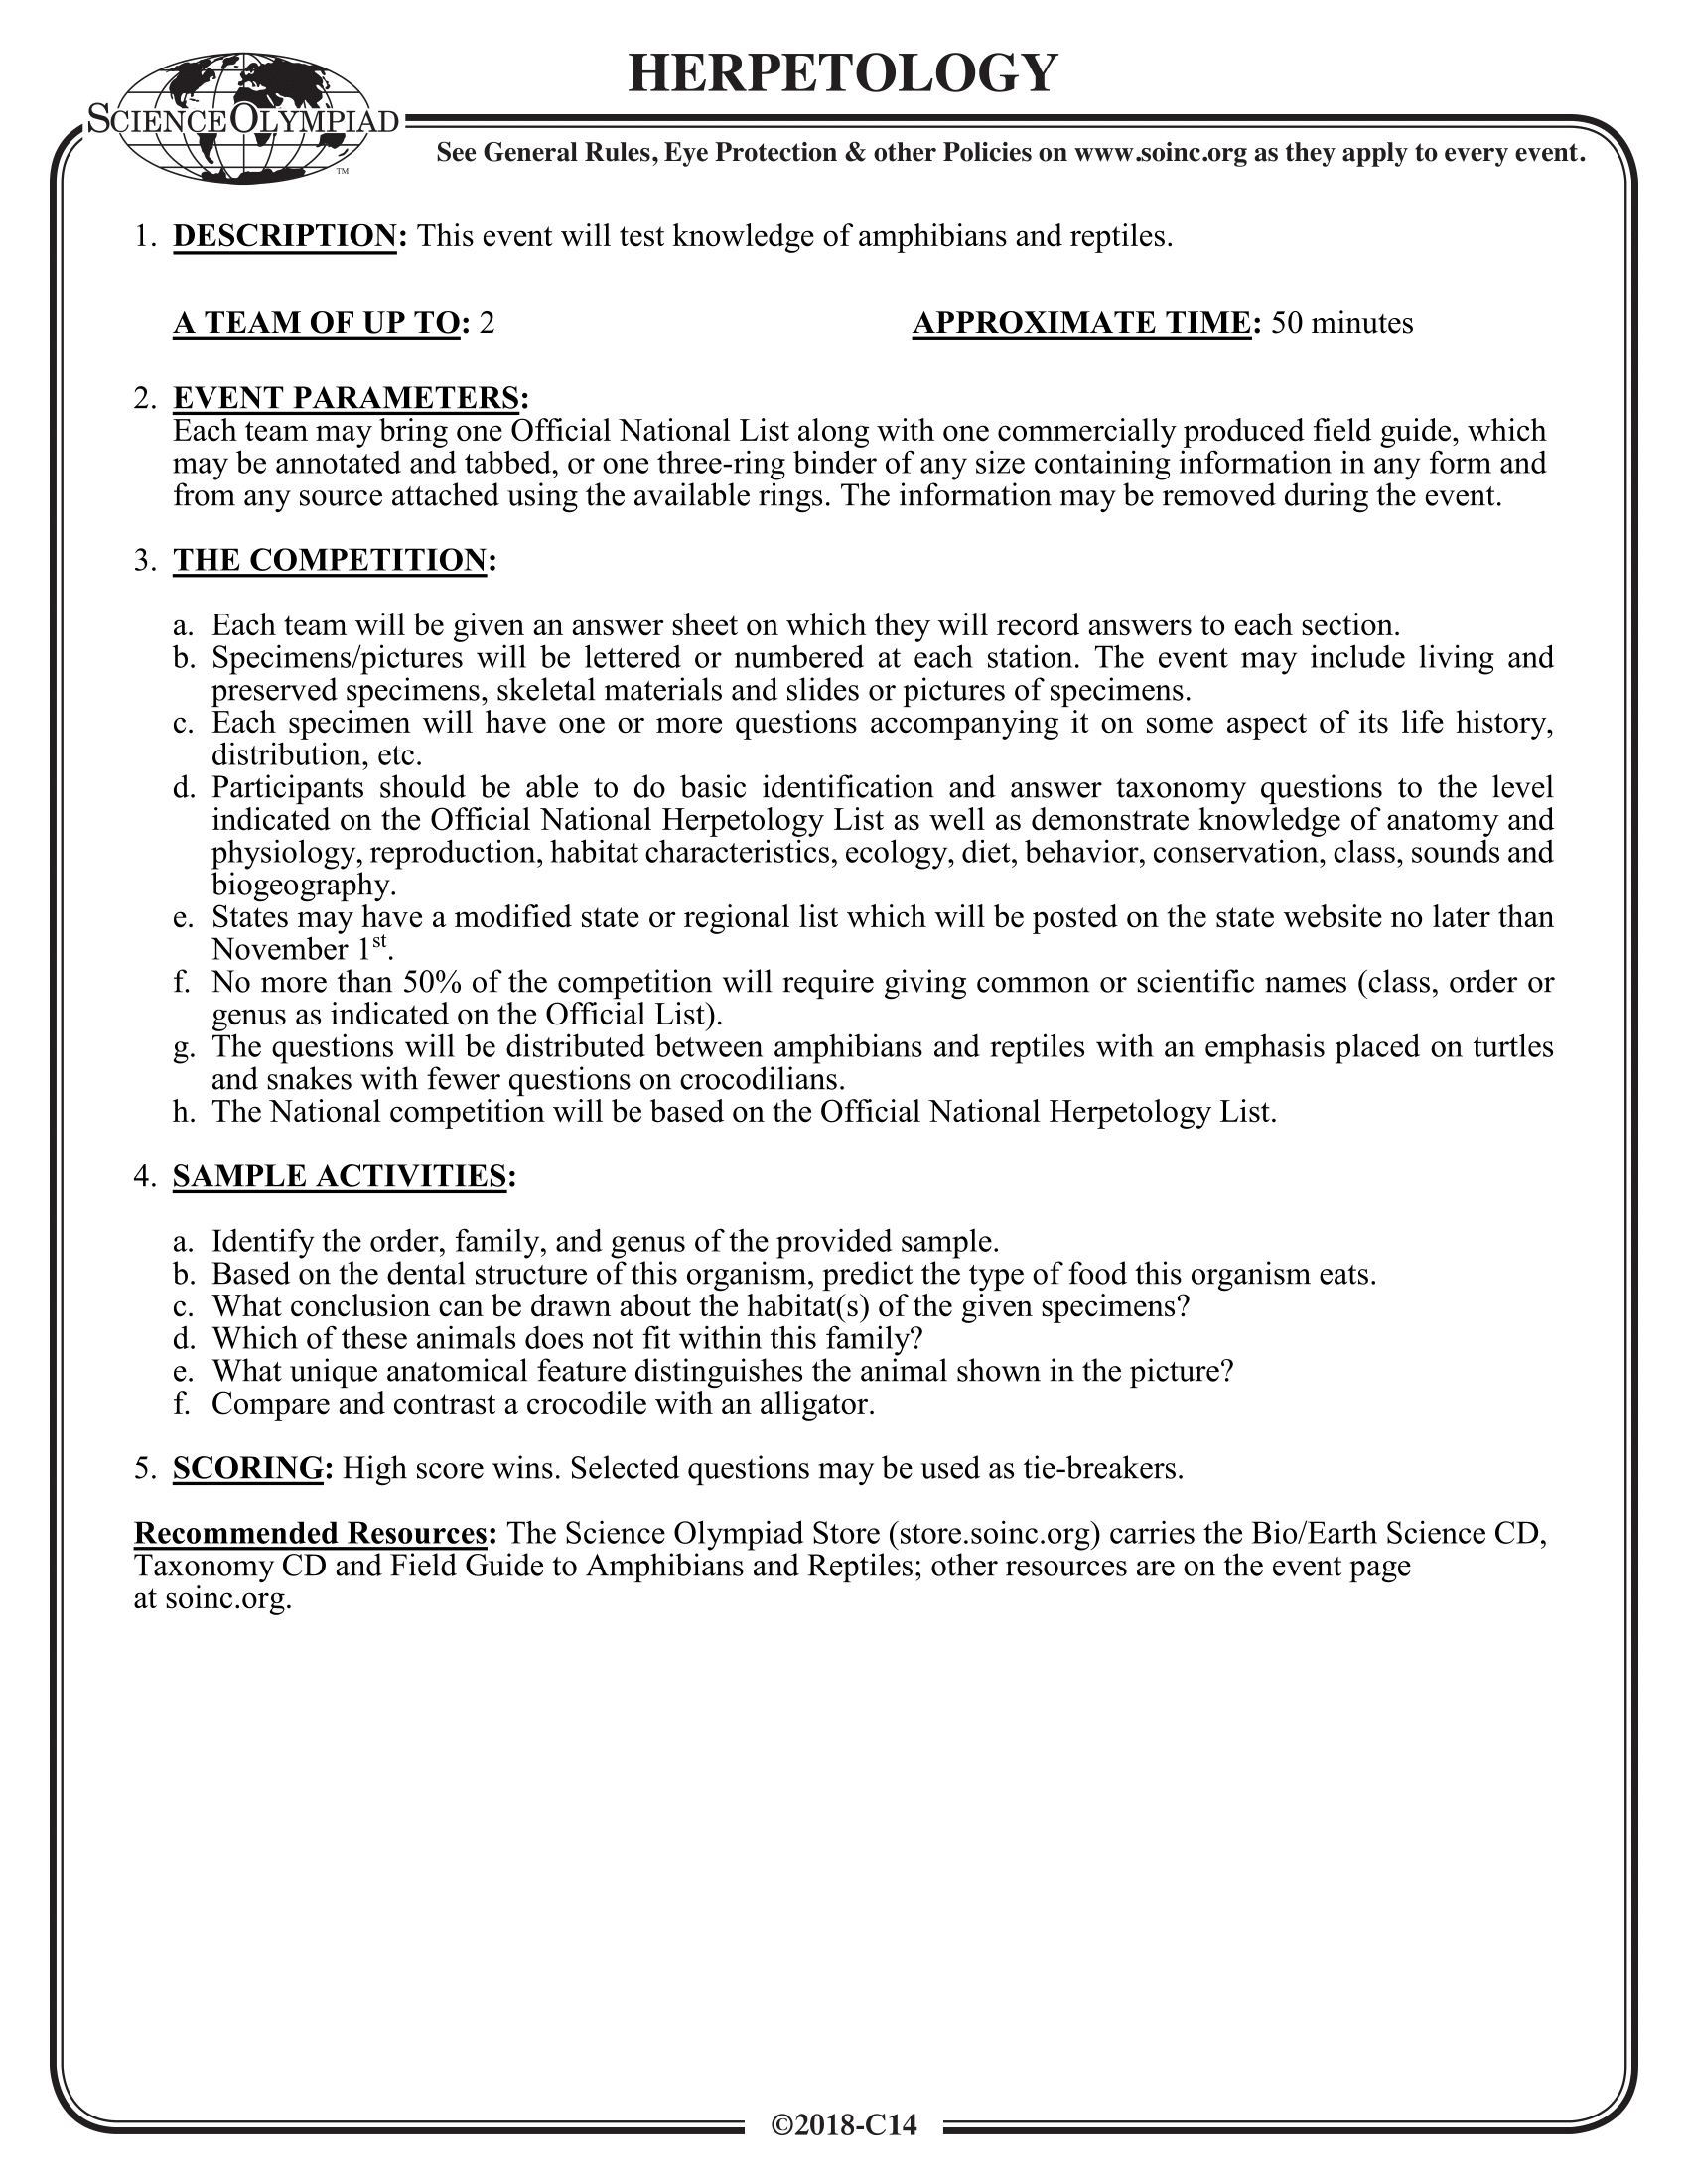 HERPETOLOGY
SCIENCE OLYMPIAD
TM
See General Rules, Eye Protection & other Policies on www.soinc.org as they apply to every event.
1. DESCRIPTION: This event will test knowledge of amphibians and reptiles.
A TEAM OF UP TO: 2 APPROXIMATE TIME: 50 minutes
2. EVENT PARAMETERS:
Each team may bring one Official National List along with one commercially produced field guide, which
may be annotated and tabbed, or one three-ring binder of any size containing information in any form and
from any source attached using the available rings. The information may be removed during the event.
3. THE COMPETITION:
a. Each team will be given an answer sheet on which they will record answers to each section.
b. Specimens/pictures will be lettered or numbered at each station. The event may include living and
preserved specimens, skeletal materials and slides or pictures of specimens.
c. Each specimen will have one or more questions accompanying it on some aspect of its life history,
distribution, etc.
d. Participants should be able to do basic identification and answer taxonomy questions to the level
indicated on the Official National Herpetology List as well as demonstrate knowledge of anatomy and
physiology, reproduction, habitat characteristics, ecology, diet, behavior, conservation, class, sounds and
biogeography.
e. States may have a modified state or regional list which will be posted on the state website no later than
November 1st.
f. No more than 50% of the competition will require giving common or scientific names (class, order or
genus as indicated on the Official List).
g. The questions will be distributed between amphibians and reptiles with an emphasis placed on turtles
and snakes with fewer questions on crocodilians.
h. The National competition will be based on the Official National Herpetology List.
4. SAMPLE ACTIVITIES:
a. Identify the order, family, and genus of the provided sample.
b. Based on the dental structure of this organism, predict the type of food this organism eats.
c. What conclusion can be drawn about the habitat(s) of the given specimens?
d. Which of these animals does not fit within this family?
e. What unique anatomical feature distinguishes the animal shown in the picture?
f. Compare and contrast a crocodile with an alligator.
5. SCORING: High score wins. Selected questions may be used as tie-breakers.
Recommended Resources: The Science Olympiad Store (store.soinc.org) carries the Bio/Earth Science CD,
Taxonomy CD and Field Guide to Amphibians and Reptiles; other resources are on the event page
at soinc.org.
©2018-C14